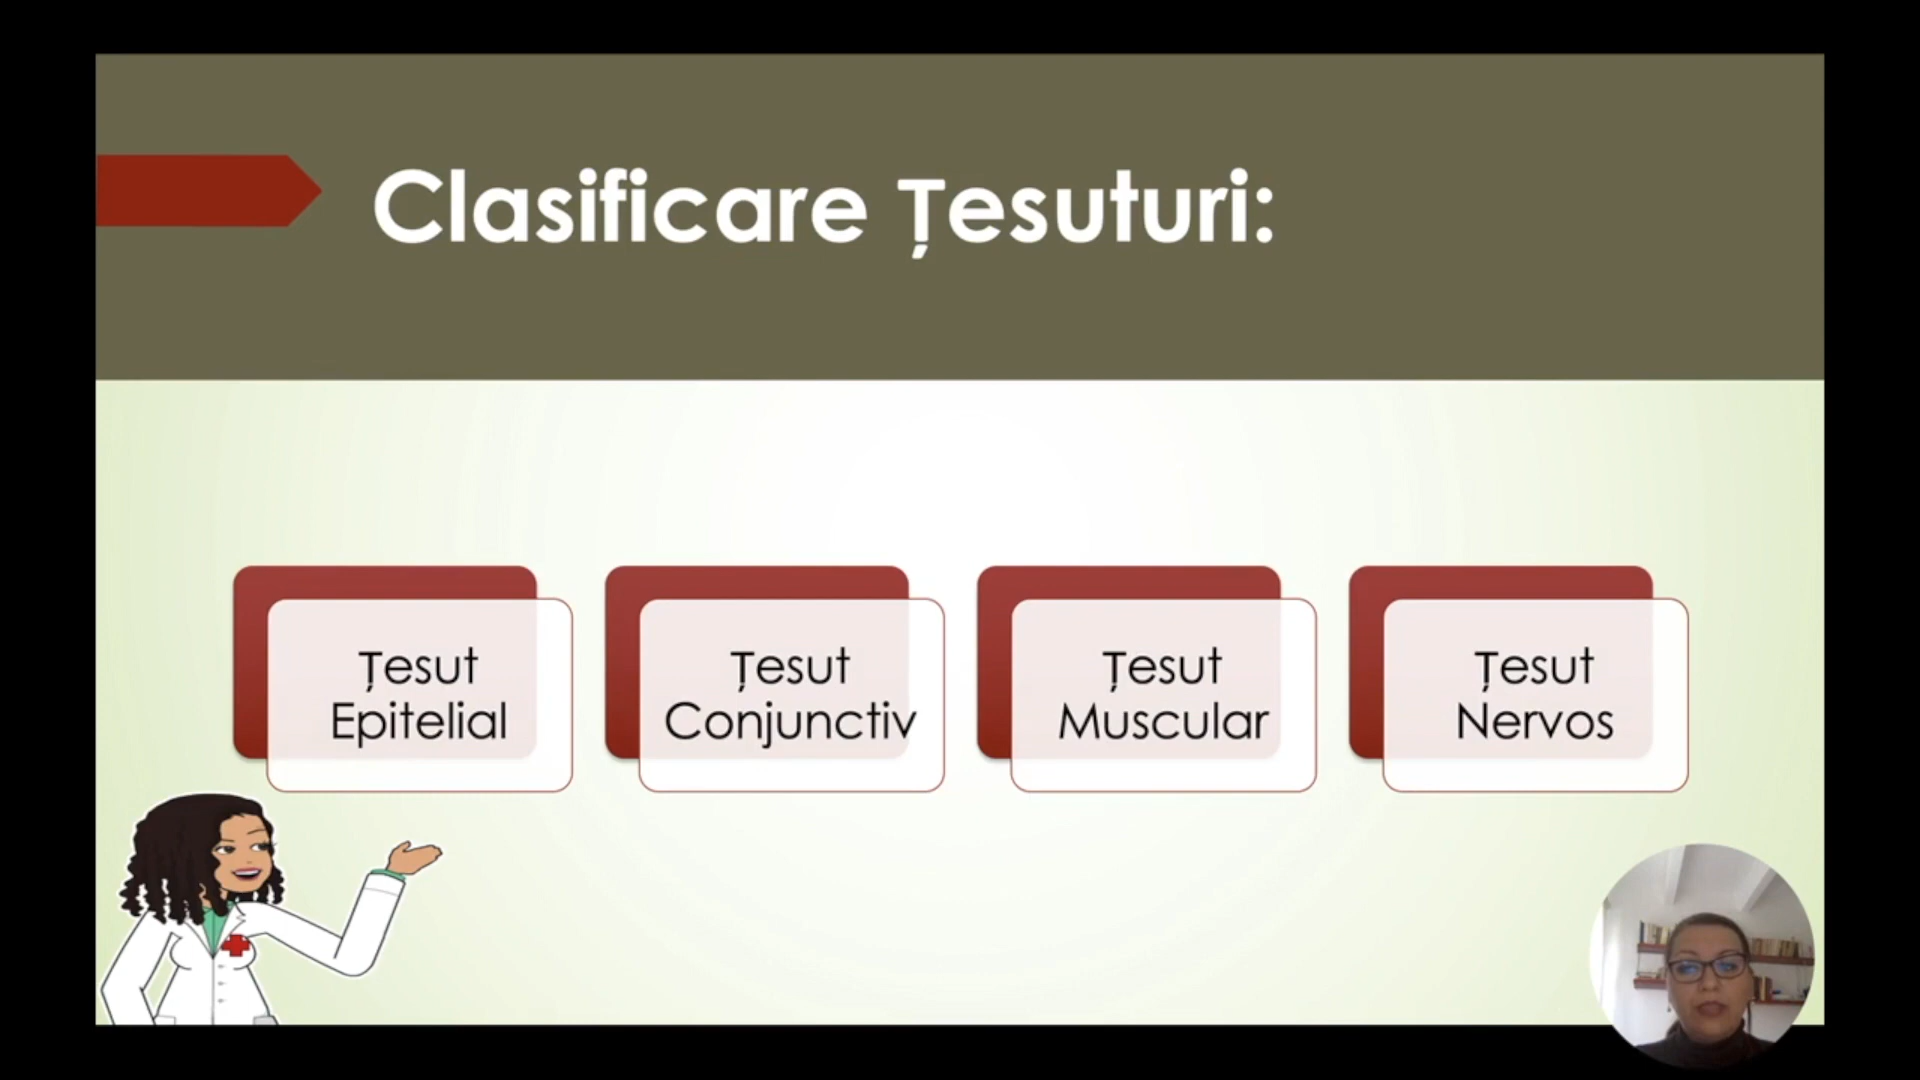 Clasificare Țesuturi:
Țesut
Epitelial
Țesut
Conjunctiv
Țesut
Muscular
Țesut
Nervos